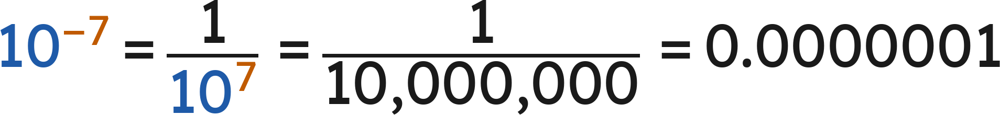 10⁻⁷ = 1/10⁷ = 1/10,000,000 = 0.0000001